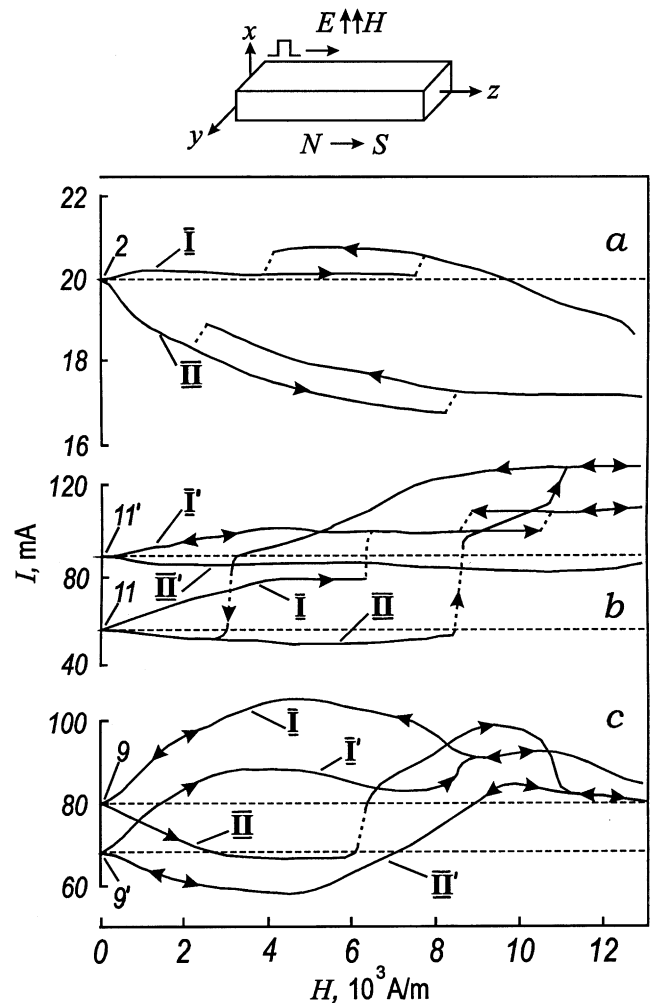 E ↑↑ H
x
z
y
N → S
22
2
I
a
20
18
II
16
120
11'
I'
I, mA
80
II'
11
I
II
b
40
100
I
c
9
I'
80
II
60
9'
II'
0 2 4 6 8 10 12
H, 10³ A/m